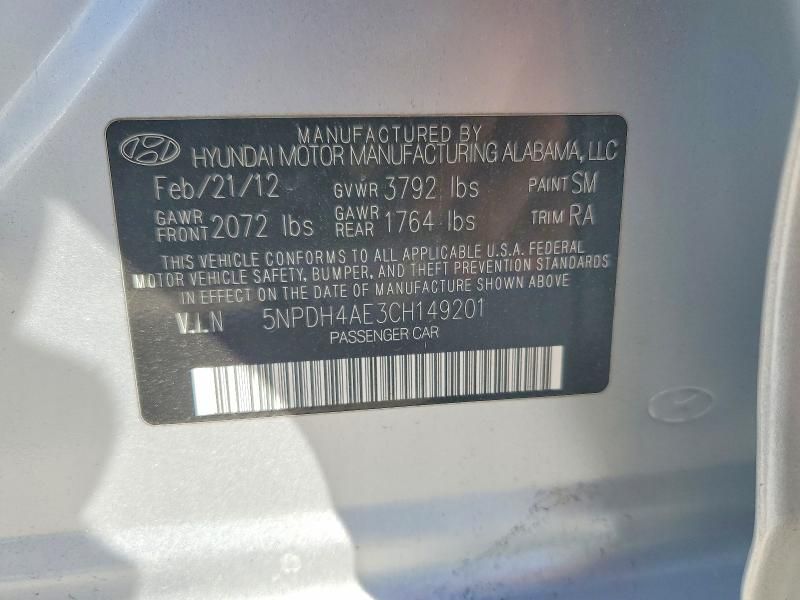 MANUFACTURED BY
HYUNDAI MOTOR MANUFACTURING ALABAMA, LLC
Feb/21/12 GVWR 3792 lbs PAINT SM
GAWR FRONT 2072 lbs GAWR REAR 1764 lbs TRIM RA
THIS VEHICLE CONFORMS TO ALL APPLICABLE U.S.A. FEDERAL
MOTOR VEHICLE SAFETY, BUMPER, AND THEFT PREVENTION STANDARDS
IN EFFECT ON THE DATE OF MANUFACTURE SHOWN ABOVE.
V.I.N 5NPDH4AE3CH149201
PASSENGER CAR